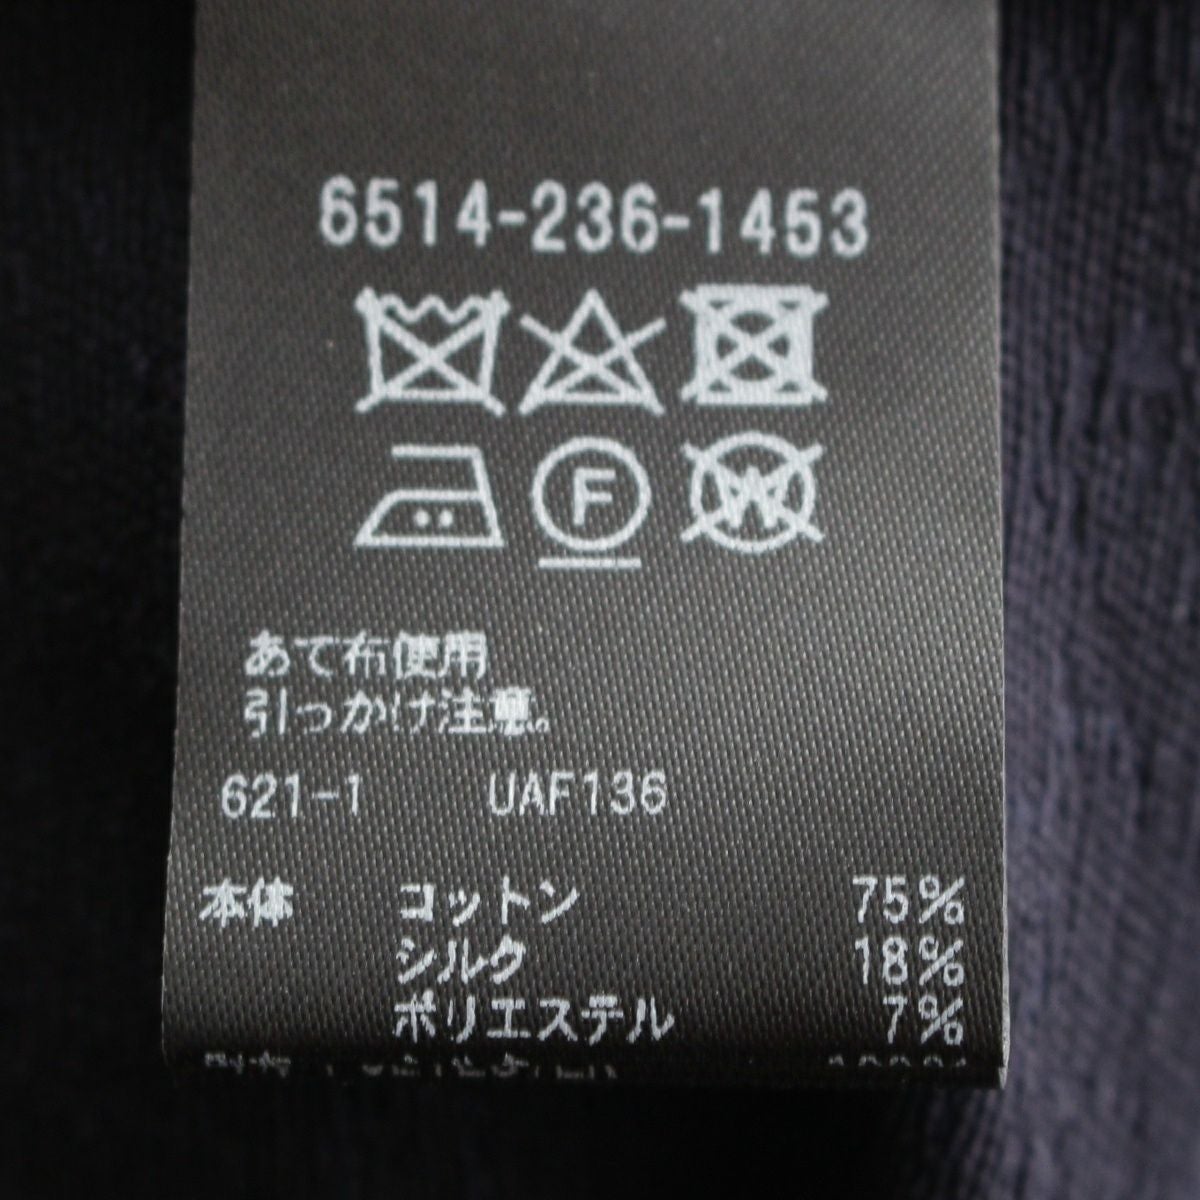 6514-236-1453
F W
あて布使用
引っかけ注意。
621-1 UAF136
本体 コットン 75%
シルク 18%
ポリエステル 7%